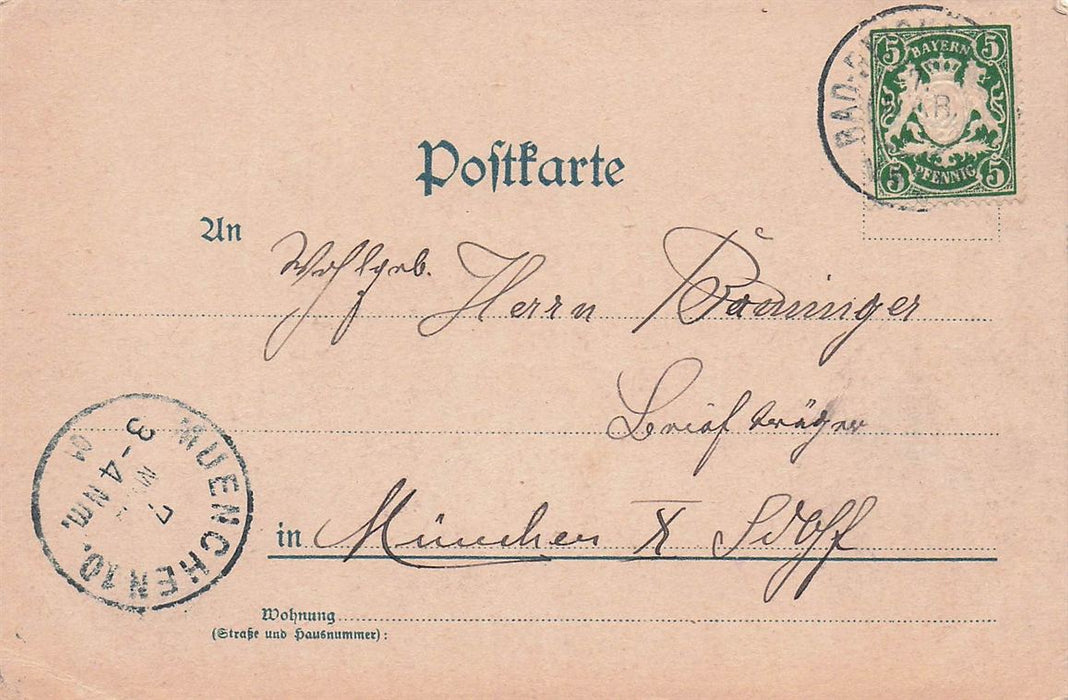 5 BAYERN 5
5 PFENNIG 5
BAD-
Postkarte
An
Wohlgeb. Herrn
Briefträger
in München X
MUENCHEN 10.
7
3-4 Nm.
Wohnung
(Straße und Hausnummer):